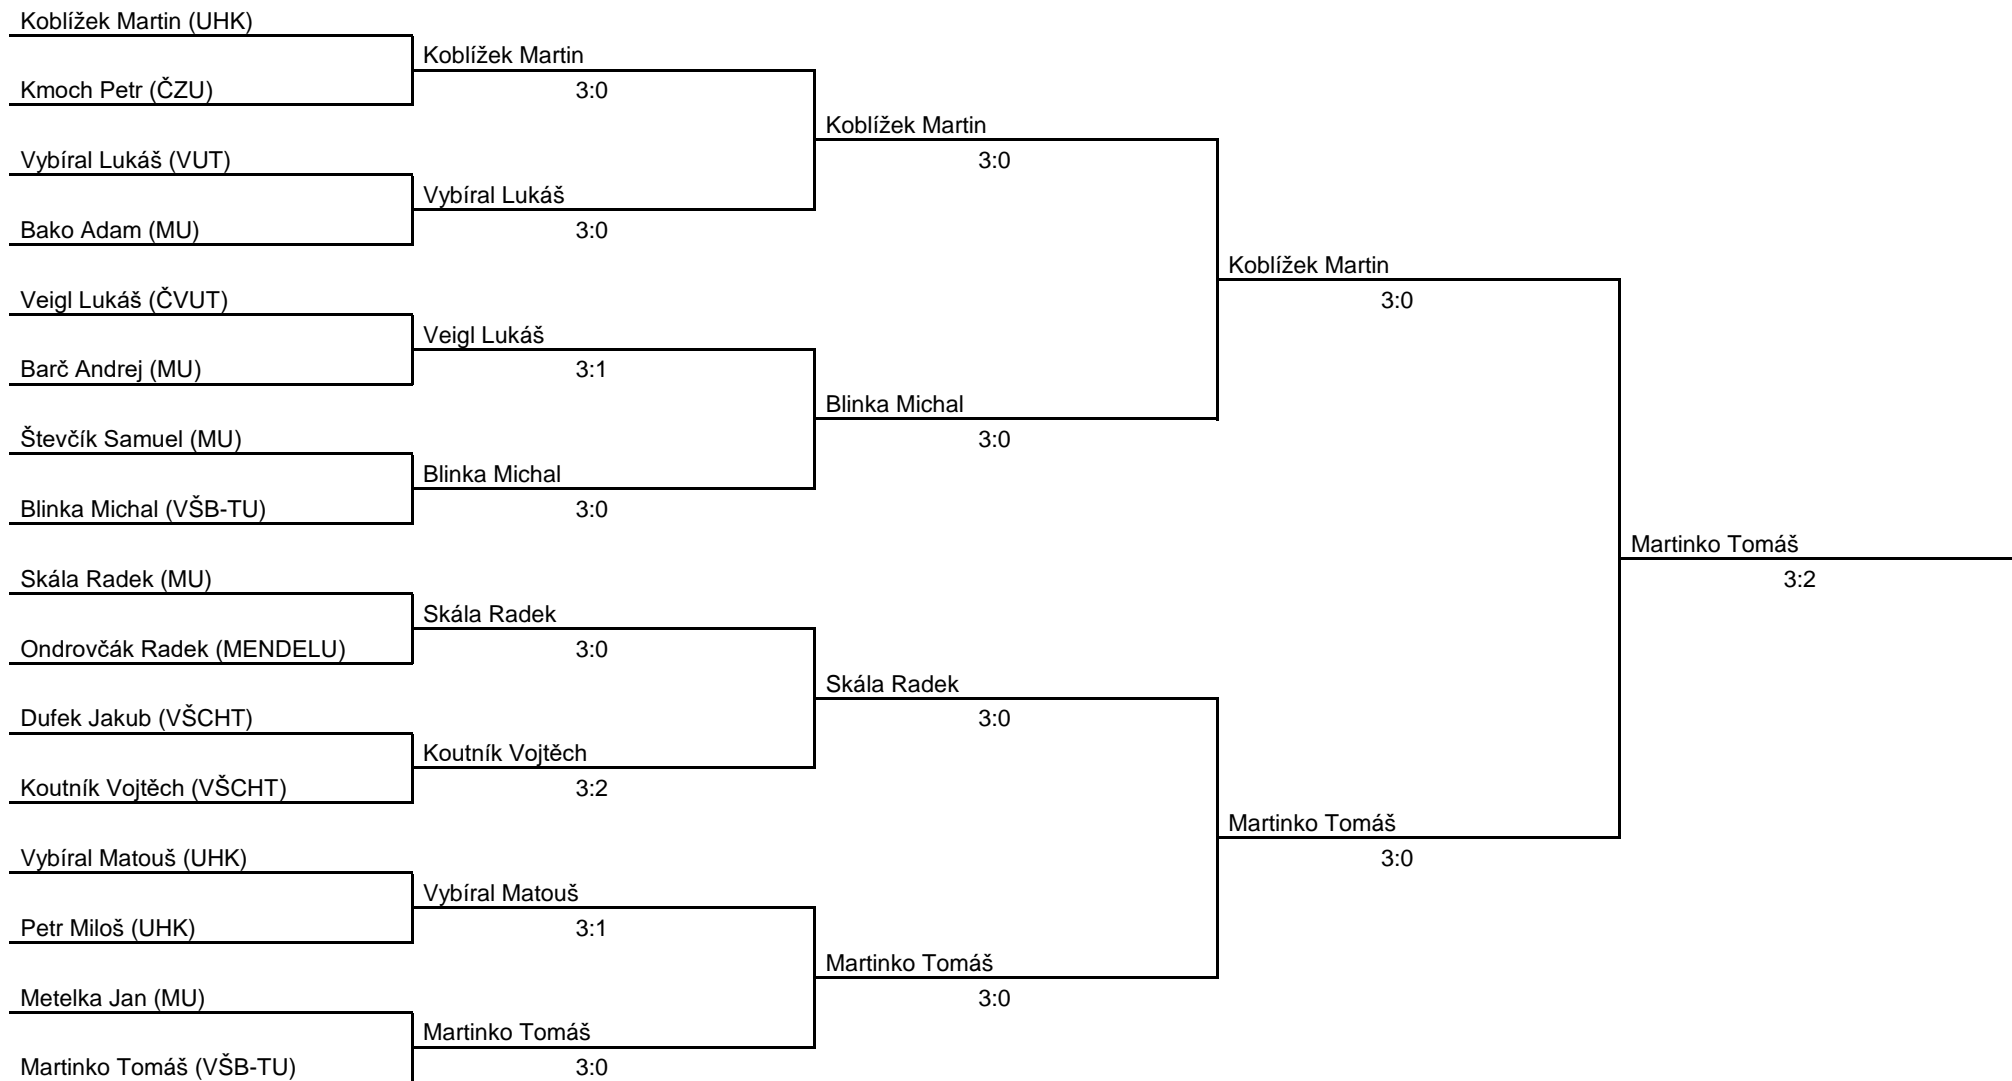 Koblížek Martin (UHK)
Koblížek Martin
Kmoch Petr (ČZU)
3:0
Koblížek Martin
Vybíral Lukáš (VUT)
3:0
Vybíral Lukáš
Bako Adam (MU)
3:0
Koblížek Martin
Veigl Lukáš (ČVUT)
3:0
Veigl Lukáš
Barč Andrej (MU)
3:1
Blinka Michal
Števčík Samuel (MU)
3:0
Blinka Michal
Blinka Michal (VŠB-TU)
3:0
Martinko Tomáš
Skála Radek (MU)
3:2
Skála Radek
Ondrovčák Radek (MENDELU)
3:0
Skála Radek
Dufek Jakub (VŠCHT)
3:0
Koutník Vojtěch
Koutník Vojtěch (VŠCHT)
3:2
Martinko Tomáš
Vybíral Matouš (UHK)
3:0
Vybíral Matouš
Petr Miloš (UHK)
3:1
Martinko Tomáš
Metelka Jan (MU)
3:0
Martinko Tomáš
Martinko Tomáš (VŠB-TU)
3:0